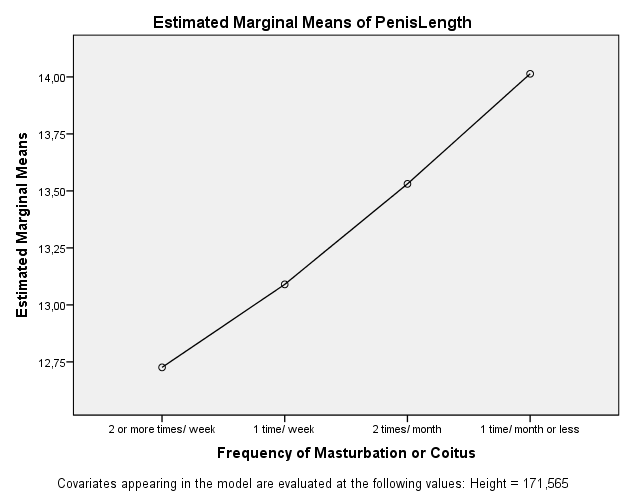 Estimated Marginal Means of PenisLength
Estimated Marginal Means
14,00
13,75
13,50
13,25
13,00
12,75
2 or more times/ week
1 time/ week
2 times/ month
1 time/ month or less
Frequency of Masturbation or Coitus
Covariates appearing in the model are evaluated at the following values: Height = 171,565